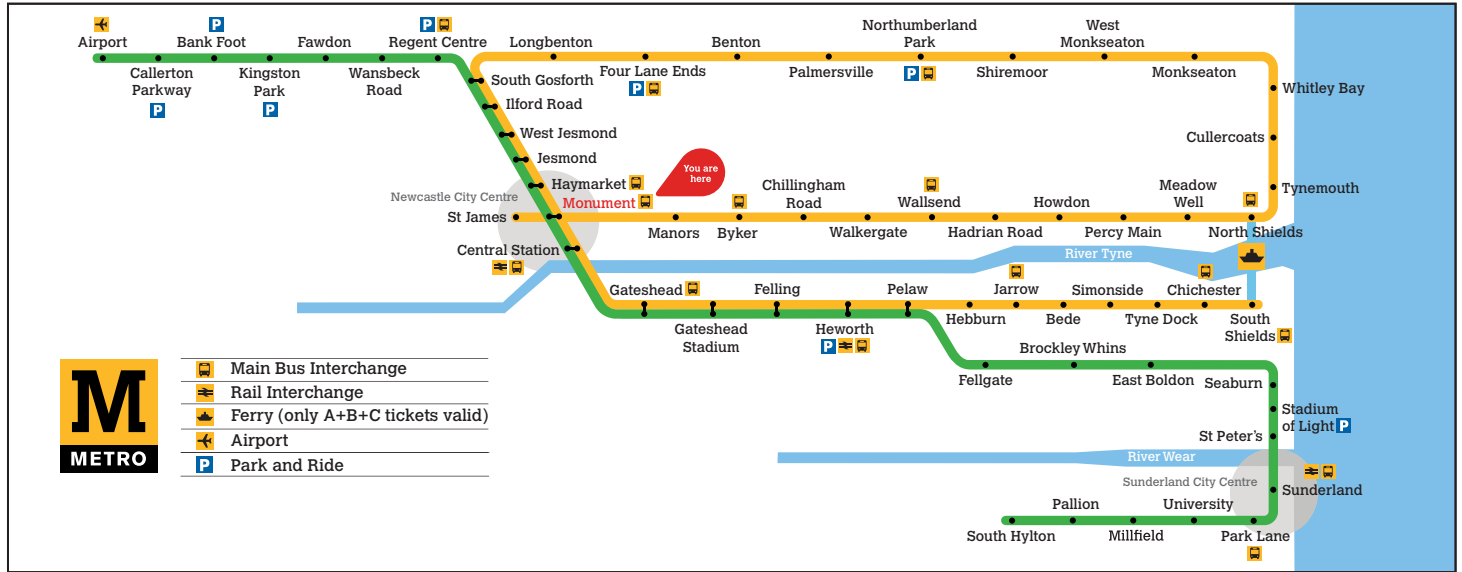 Airport
Bank Foot
Fawdon
Regent Centre
P
P
Callerton
Parkway
P
Kingston
Park
P
Wansbeck
Road
Longbenton
Four Lane Ends
P
Benton
Palmersville
Northumberland
Park
P
Shiremoor
West
Monkseaton
Monkseaton
Whitley Bay
Cullercoats
Tynemouth
South Gosforth
Ilford Road
West Jesmond
Jesmond
Haymarket
Newcastle City Centre
Monument
You are
here
St James
Central Station
Manors
Byker
Chillingham
Road
Walkergate
Wallsend
Hadrian Road
Howdon
Percy Main
Meadow
Well
North Shields
River Tyne
Gateshead
Gateshead
Stadium
Felling
Heworth
P
Pelaw
Hebburn
Jarrow
Bede
Simonside
Tyne Dock
Chichester
South
Shields
Fellgate
Brockley Whins
East Boldon
Seaburn
Stadium
of Light P
St Peter's
River Wear
Sunderland City Centre
Sunderland
Park Lane
University
Millfield
Pallion
South Hylton
M
METRO
Main Bus Interchange
Rail Interchange
Ferry (only A+B+C tickets valid)
Airport
P Park and Ride